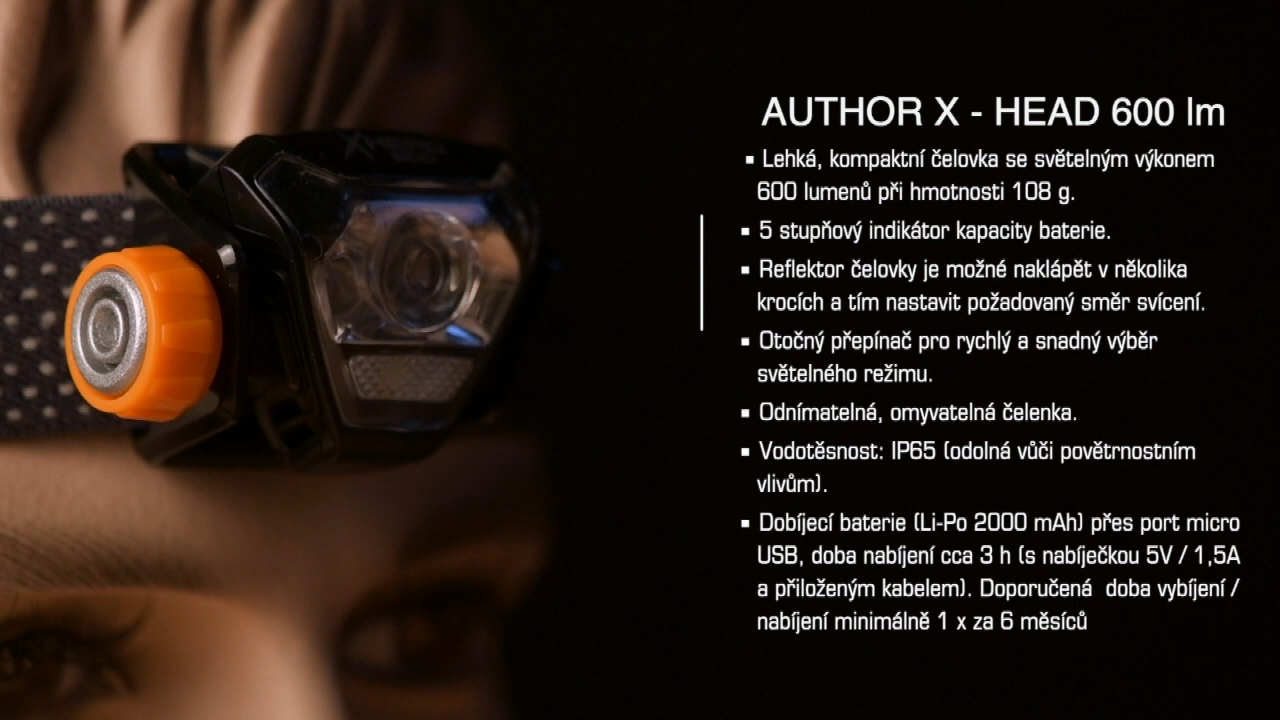 AUTHOR X - HEAD 600 lm
▪ Lehká, kompaktní čelovka se světelným výkonem
600 lumenů při hmotnosti 108 g.
▪ 5 stupňový indikátor kapacity baterie.
▪ Reflektor čelovky je možné naklápět v několika
krocích a tím nastavit požadovaný směr svícení.
▪ Otočný přepínač pro rychlý a snadný výběr
světelného režimu.
▪ Odnímatelná, omyvatelná čelenka.
▪ Vodotěsnost: IP65 (odolná vůči povětrnostním
vlivům).
▪ Dobíjecí baterie (Li-Po 2000 mAh) přes port micro
USB, doba nabíjení cca 3 h (s nabíječkou 5V / 1,5A
a přiloženým kabelem). Doporučená  doba vybíjení /
nabíjení minimálně 1 x za 6 měsíců